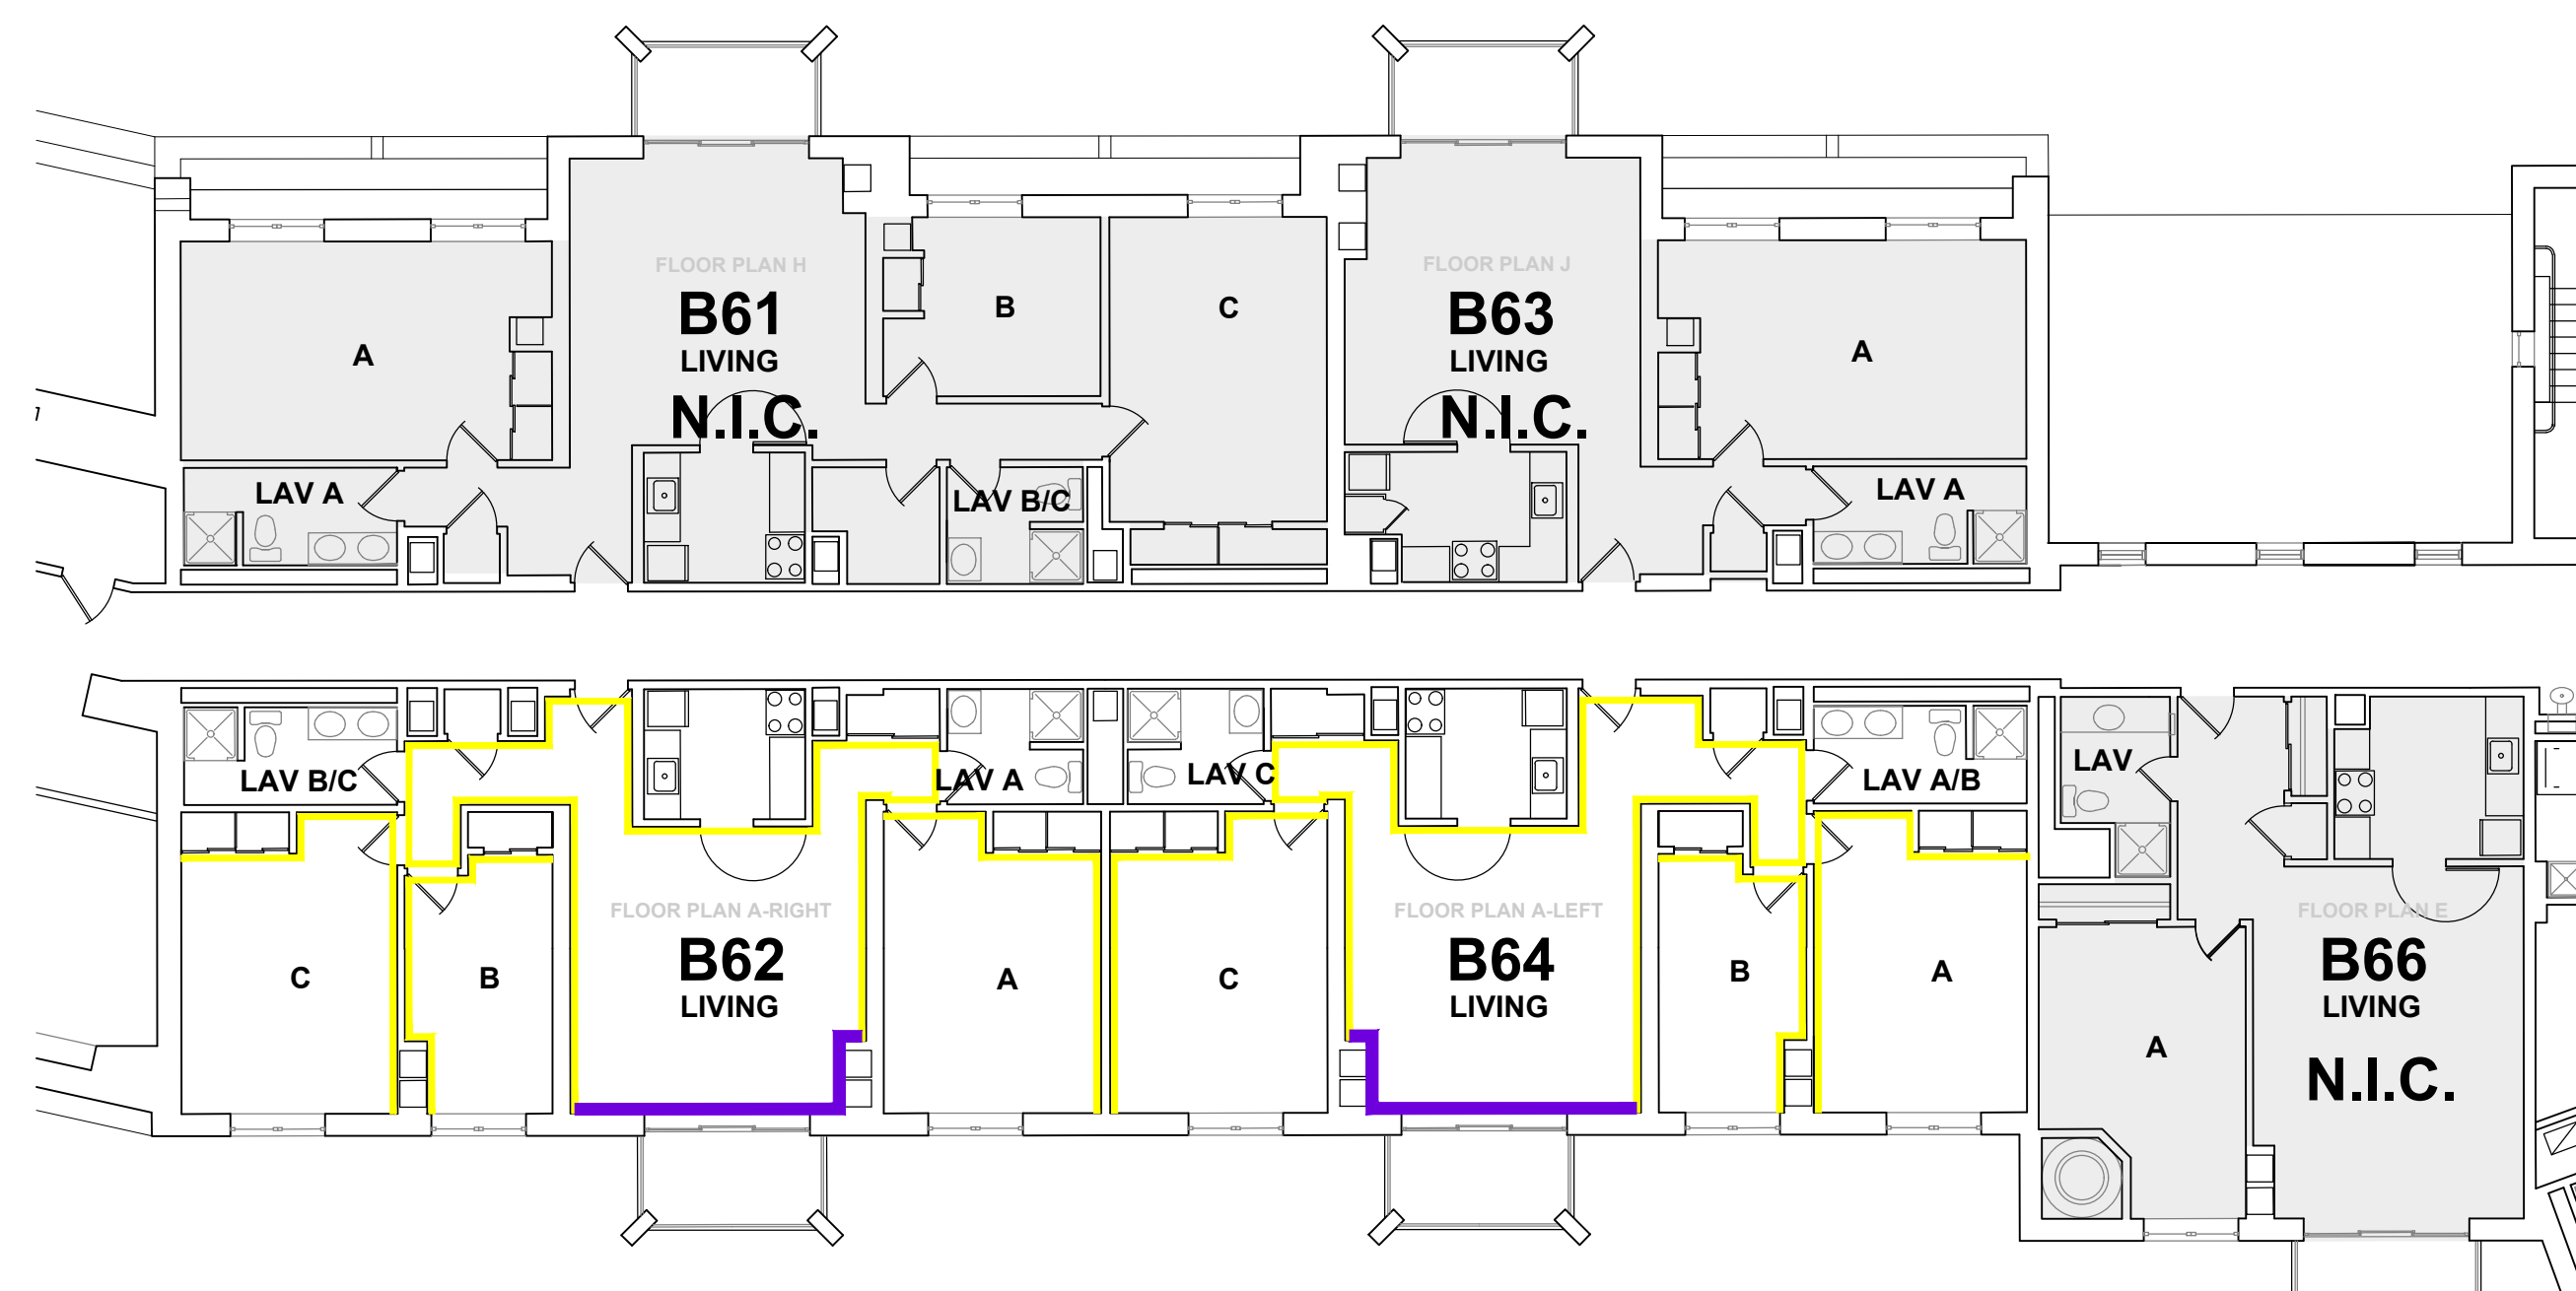 FLOOR PLAN H
B61
LIVING
N.I.C.
A
B
C
LAV A
LAV B/C
FLOOR PLAN J
B63
LIVING
N.I.C.
A
LAV A
LAV B/C
C
B
FLOOR PLAN A-RIGHT
B62
LIVING
LAV A
A
LAV C
C
FLOOR PLAN A-LEFT
B64
LIVING
B
LAV A/B
A
LAV
A
FLOOR PLAN E
B66
LIVING
N.I.C.